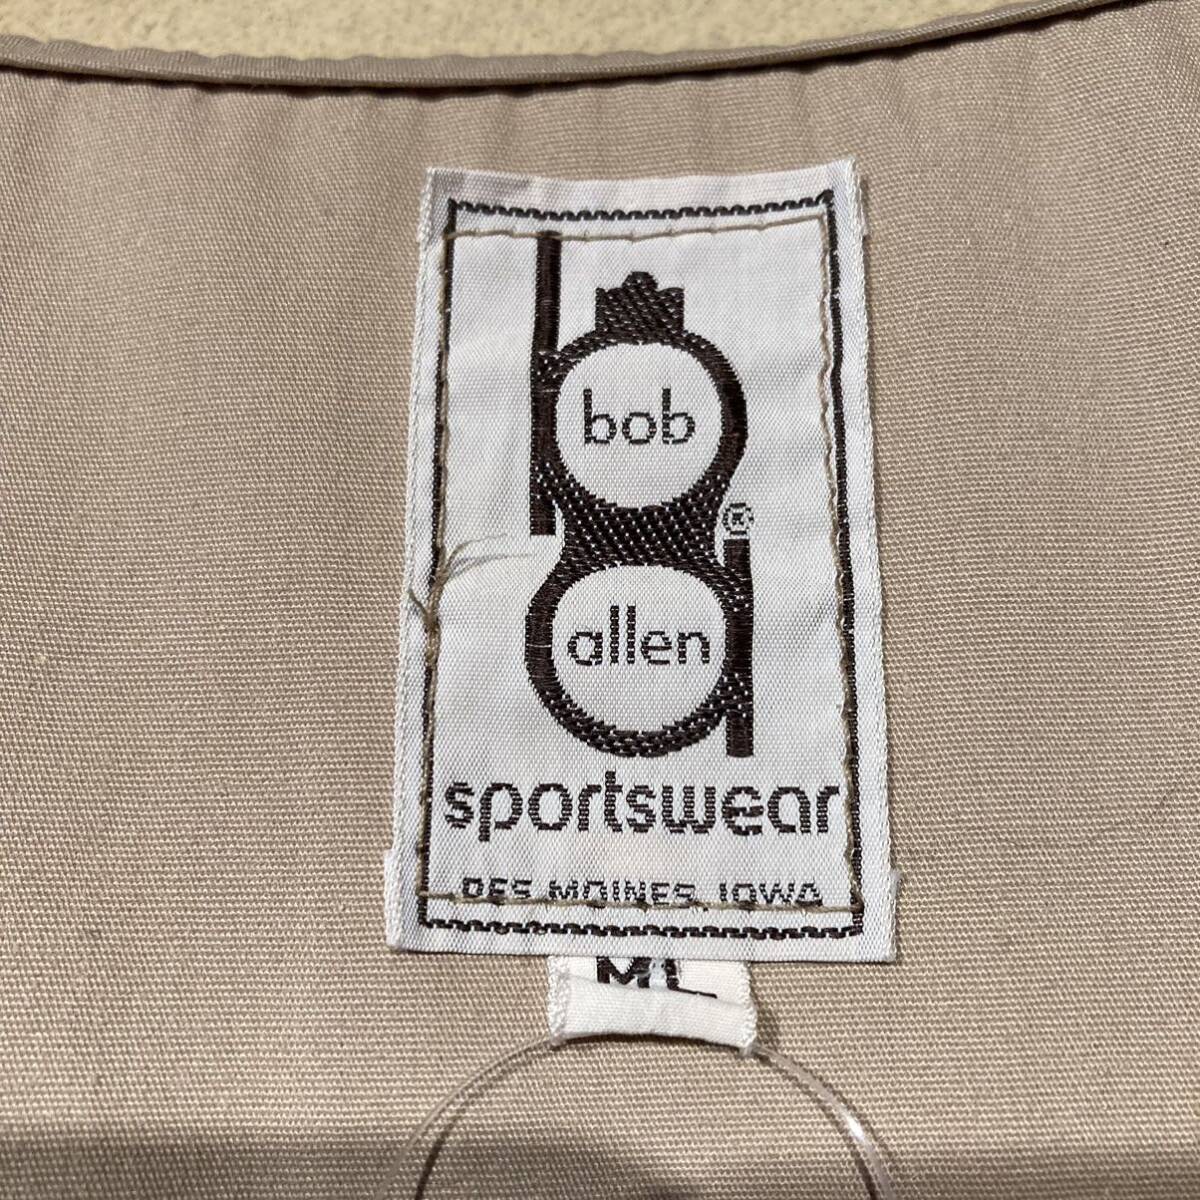 bob
®
allen
sportswear
DES MOINES, IOWA
ML